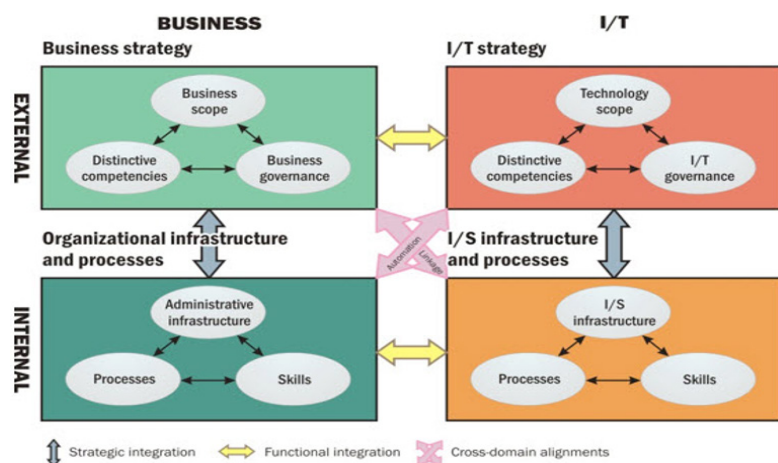 BUSINESS
I/T
Business strategy
I/T strategy
EXTERNAL
Business
scope
Distinctive
competencies
Business
governance
Technology
scope
Distinctive
competencies
I/T
governance
Organizational infrastructure
and processes
Automation
Linkage
I/S infrastructure
and processes
INTERNAL
Administrative
infrastructure
Processes
Skills
I/S
infrastructure
Processes
Skills
Strategic integration
Functional integration
Cross-domain alignments